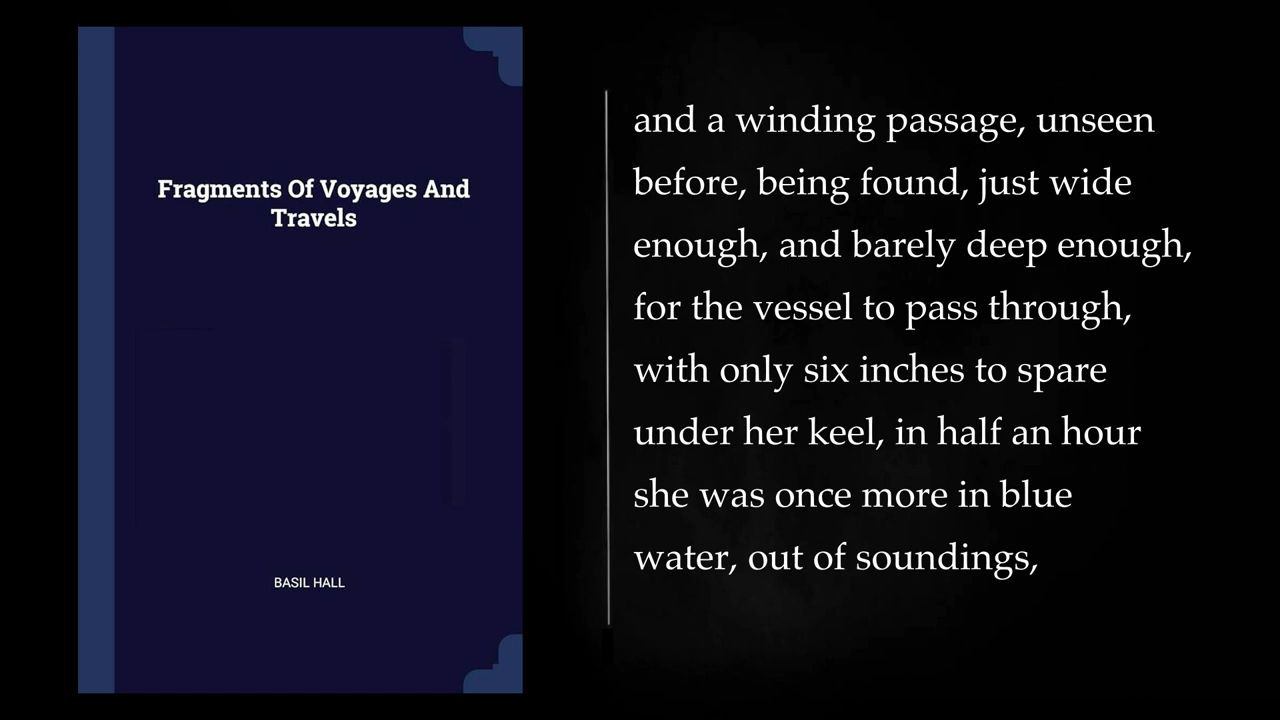 Fragments Of Voyages And
Travels
BASIL HALL
and a winding passage, unseen
before, being found, just wide
enough, and barely deep enough,
for the vessel to pass through,
with only six inches to spare
under her keel, in half an hour
she was once more in blue
water, out of soundings,